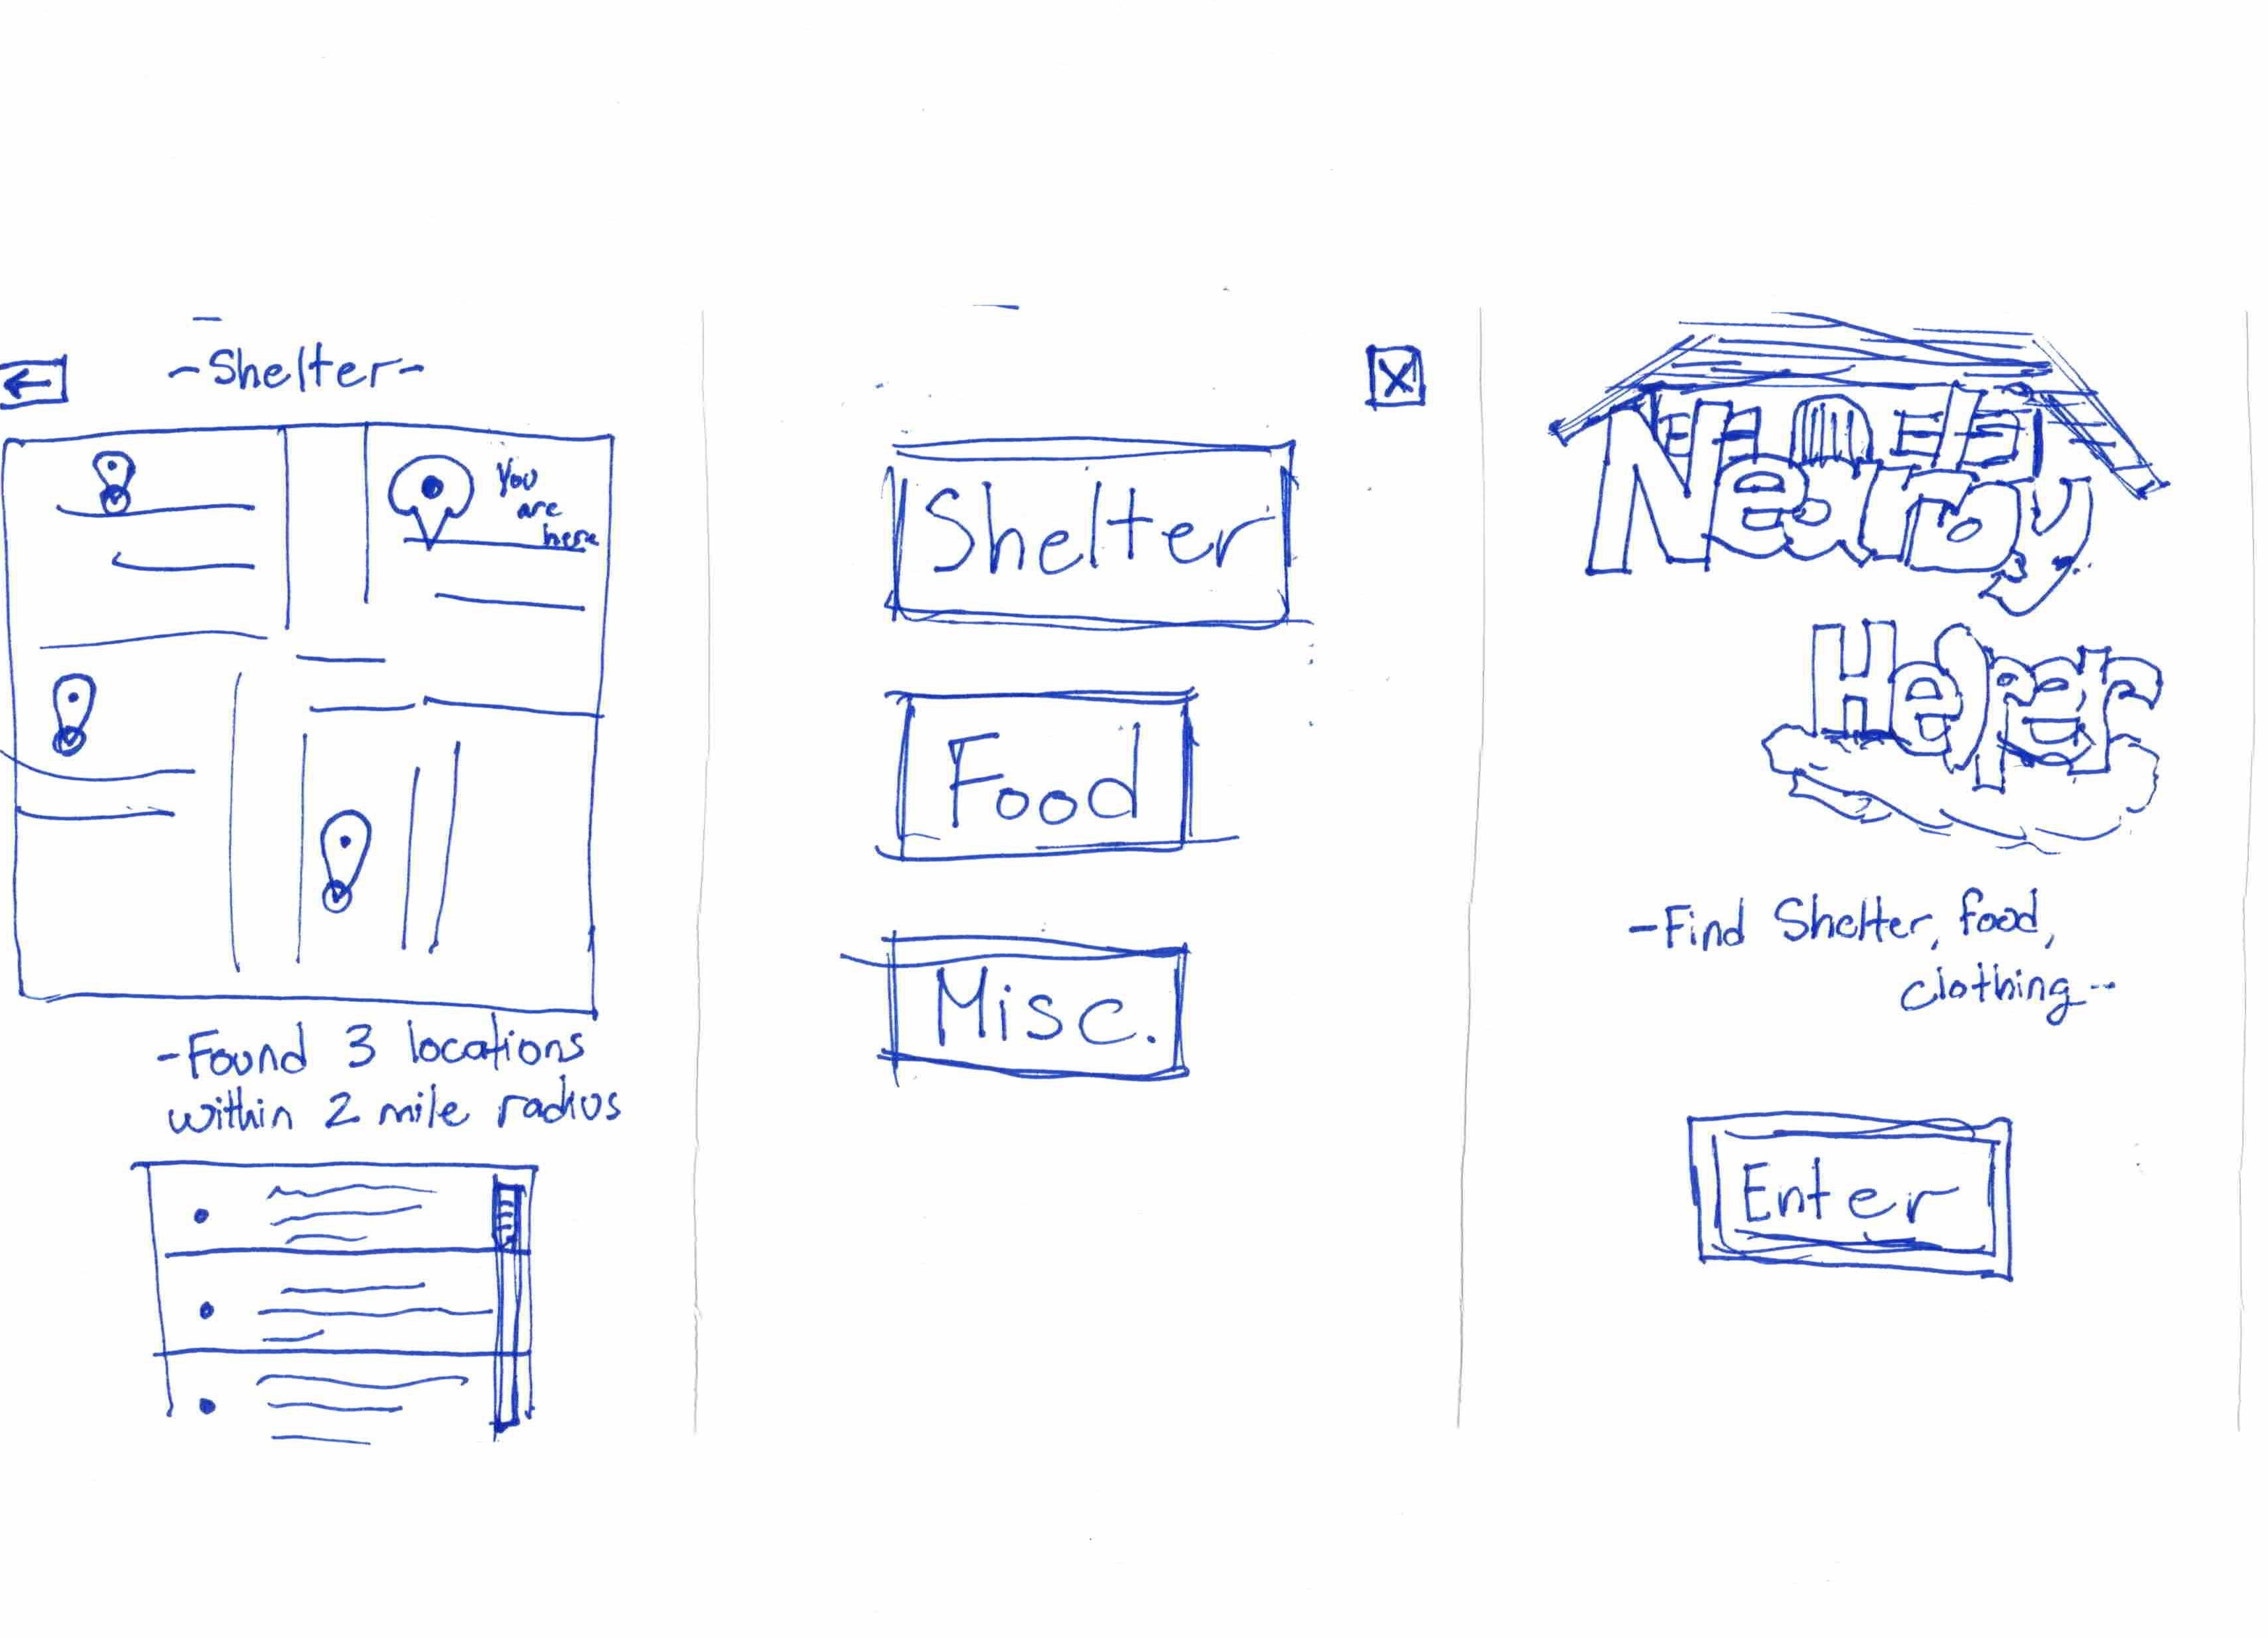 -Shelter-
You
are
here
-Found 3 locations
within 2 mile radius
Shelter
Food
Misc.
X
Nearby
Helper
-Find Shelter, food,
clothing--
Enter